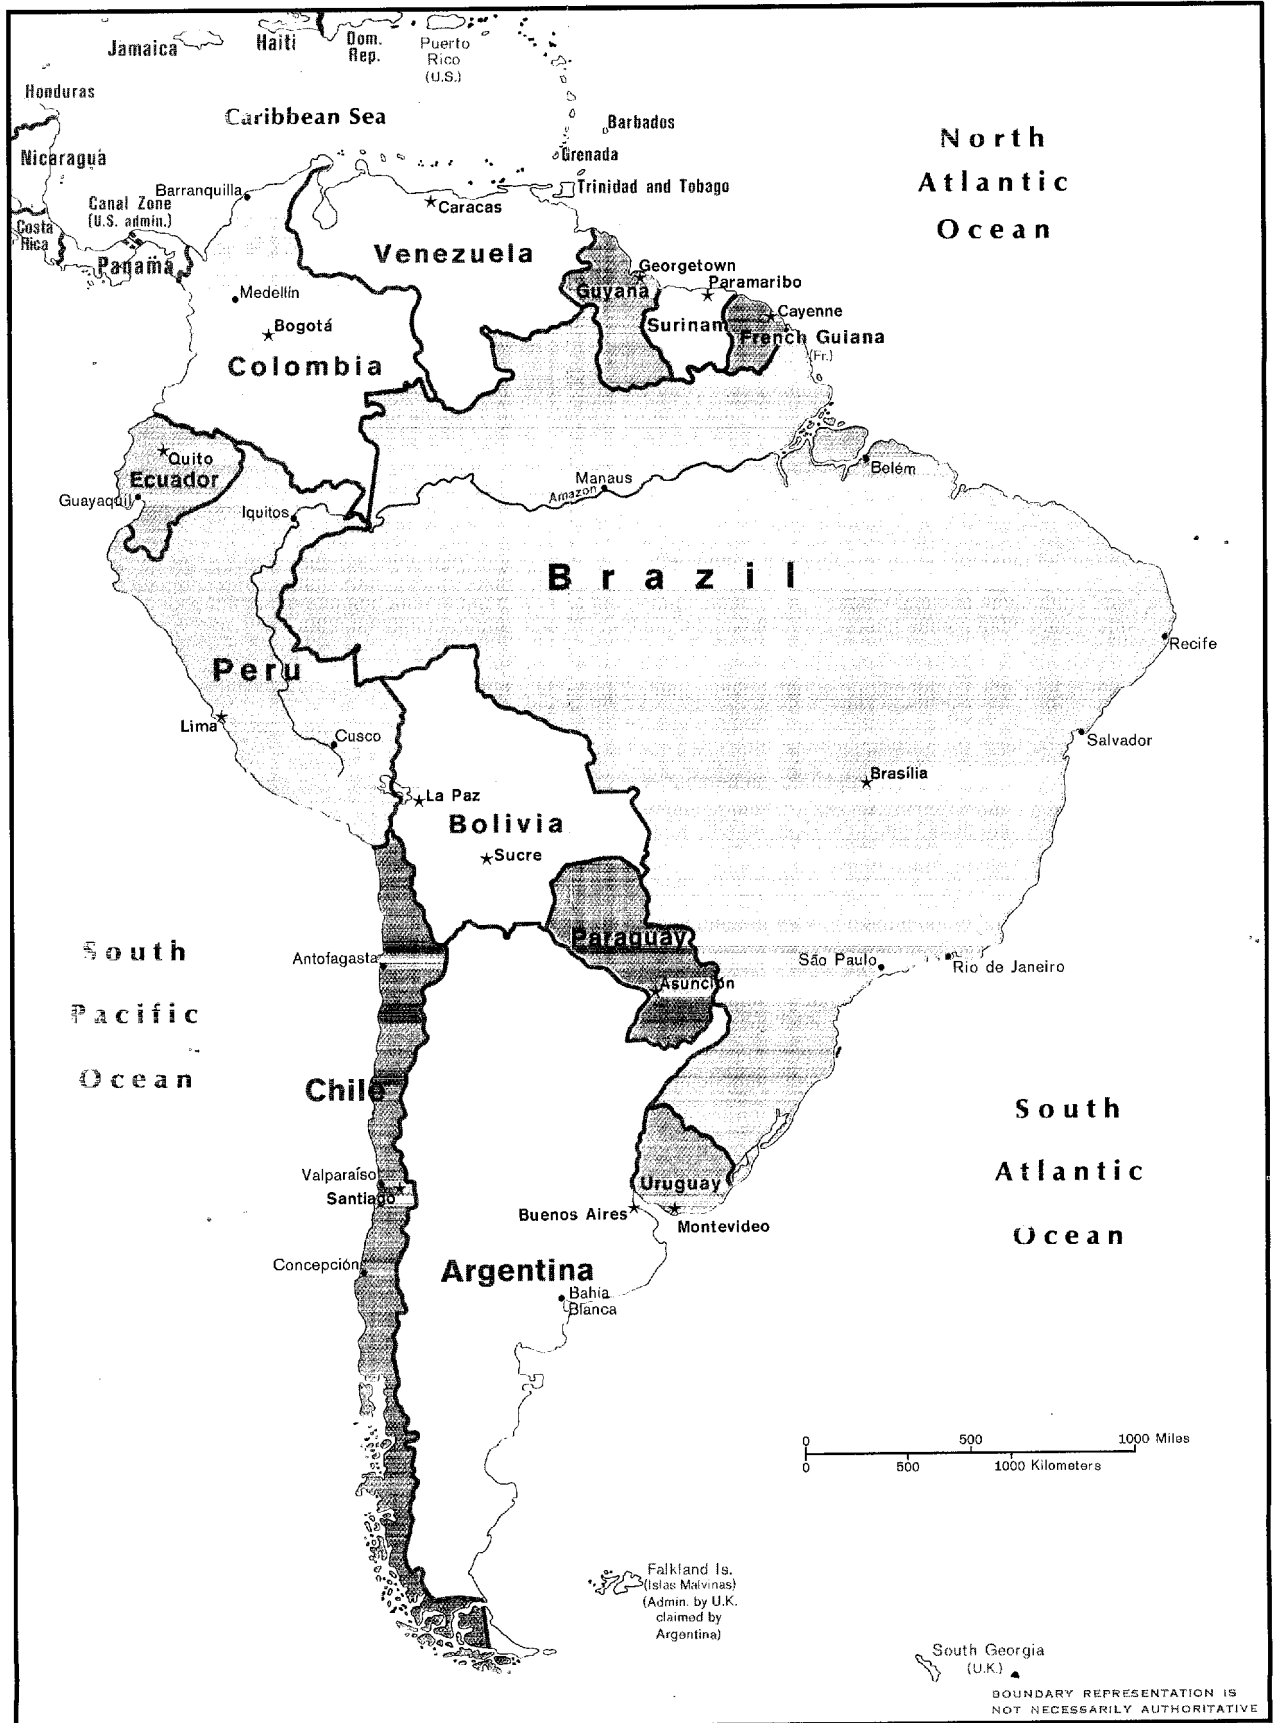 Jamaica
Haiti
Dom.
Rep.
Puerto
Rico
(U.S.)
Honduras
Caribbean Sea
Barbados
North
Atlantic
Ocean
Nicaragua
Grenada
Trinidad and Tobago
Barranquilla
Canal Zone
(U.S. admin.)
Caracas
Costa
Rica
Panama
Venezuela
Georgetown
Guyana
Paramaribo
Medellín
Cayenne
Bogotá
Surinam
French Guiana
(Fr.)
Colombia
Quito
Ecuador
Belém
Manaus
Amazon
Guayaquil
Iquitos
Brazil
Recife
Peru
Lima
Cusco
Salvador
Brasília
La Paz
Bolivia
Sucre
South
Pacific
Ocean
Paraguay
Antofagasta
São Paulo
Rio de Janeiro
Asunción
Chile
South
Atlantic
Ocean
Valparaíso
Santiago
Uruguay
Buenos Aires
Montevideo
Concepción
Argentina
Bahía
Blanca
0 500 1000 Miles
0 500 1000 Kilometers
Falkland Is.
(Islas Malvinas)
(Admin. by U.K.
claimed by
Argentina)
South Georgia
(U.K.)
BOUNDARY REPRESENTATION IS
NOT NECESSARILY AUTHORITATIVE